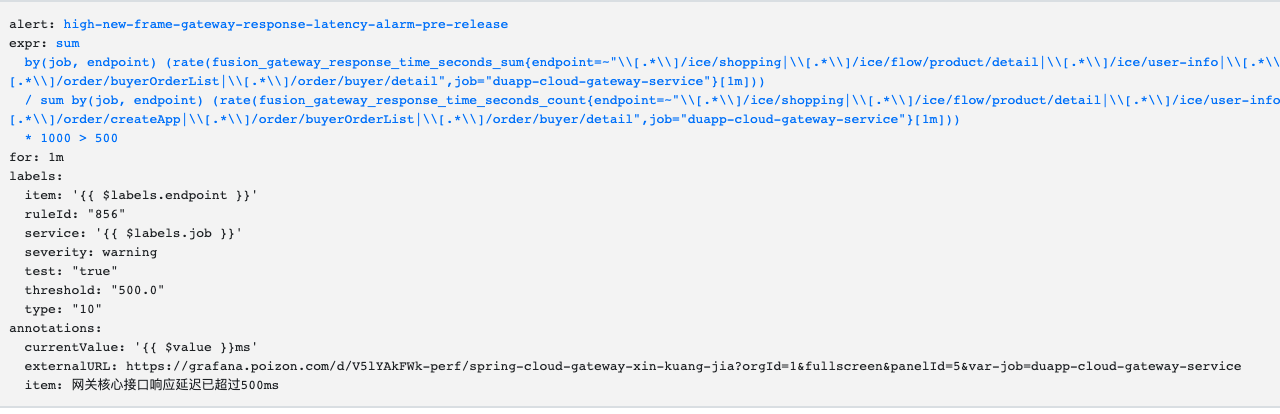 alert: high-new-frame-gateway-response-latency-alarm-pre-release
expr: sum
by(job, endpoint) (rate(fusion_gateway_response_time_seconds_sum{endpoint=~"\\[.*\\]/ice/shopping|\\[.*\\]/ice/flow/product/detail|\\[.*\\]/ice/user-info|\\[.*\\
[.*\\]/order/buyerOrderList|\\[.*\\]/order/buyer/detail",job="duapp-cloud-gateway-service"}[1m]))
/ sum by(job, endpoint) (rate(fusion_gateway_response_time_seconds_count{endpoint=~"\\[.*\\]/ice/shopping|\\[.*\\]/ice/flow/product/detail|\\[.*\\]/ice/user-info
[.*\\]/order/createApp|\\[.*\\]/order/buyerOrderList|\\[.*\\]/order/buyer/detail",job="duapp-cloud-gateway-service"}[1m]))
* 1000 > 500
for: 1m
labels:
item: '{{ $labels.endpoint }}'
ruleId: "856"
service: '{{ $labels.job }}'
severity: warning
test: "true"
threshold: "500.0"
type: "10"
annotations:
currentValue: '{{ $value }}ms'
externalURL: https://grafana.poizon.com/d/V5lYAkFWk-perf/spring-cloud-gateway-xin-kuang-jia?orgId=1&fullscreen&panelId=5&var-job=duapp-cloud-gateway-service
item: 网关核心接口响应延迟已超过500ms